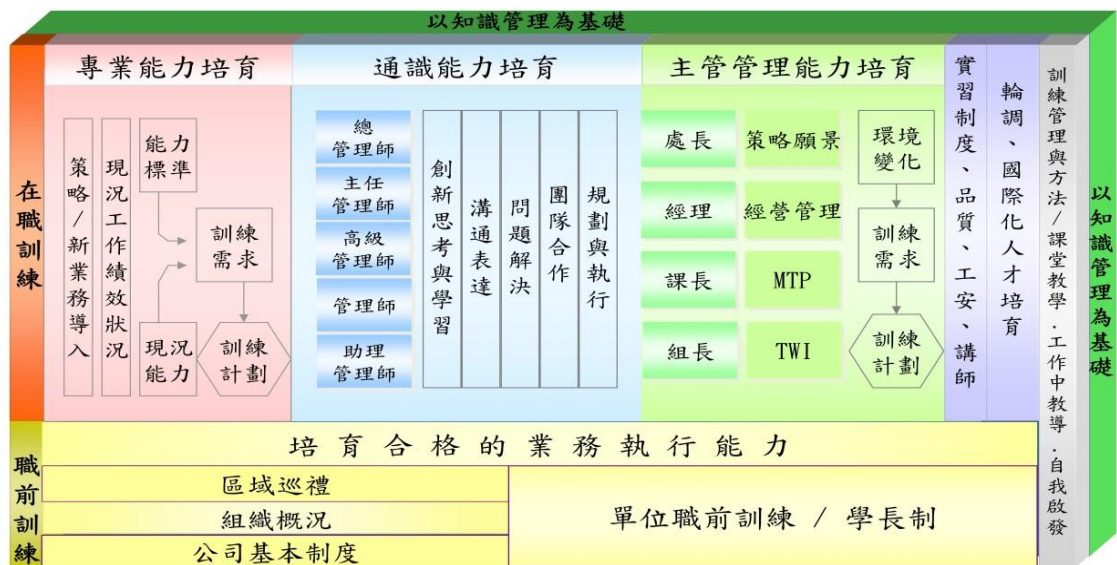 以知識管理為基礎
在職訓練
專業能力培育
策略/新業務導入
現況工作績效狀況
能力
標準
訓練
需求
現況
能力
訓練
計劃
通識能力培育
總
管理師
主任
管理師
高級
管理師
管理師
助理
管理師
創新思考與學習
溝通表達
問題解決
團隊合作
規劃與執行
主管管理能力培育
處長
策略願景
經理
經營管理
課長
MTP
組長
TWI
環境
變化
訓練
需求
訓練
計劃
實習制度、品質、工安、講師
輪調、國際化人才培育
訓練管理與方法/課堂教學.工作中教導.自我啟發
以知識管理為基礎
職前訓練
培育合格的業務執行能力
區域巡禮
組織概況
公司基本制度
單位職前訓練 / 學長制